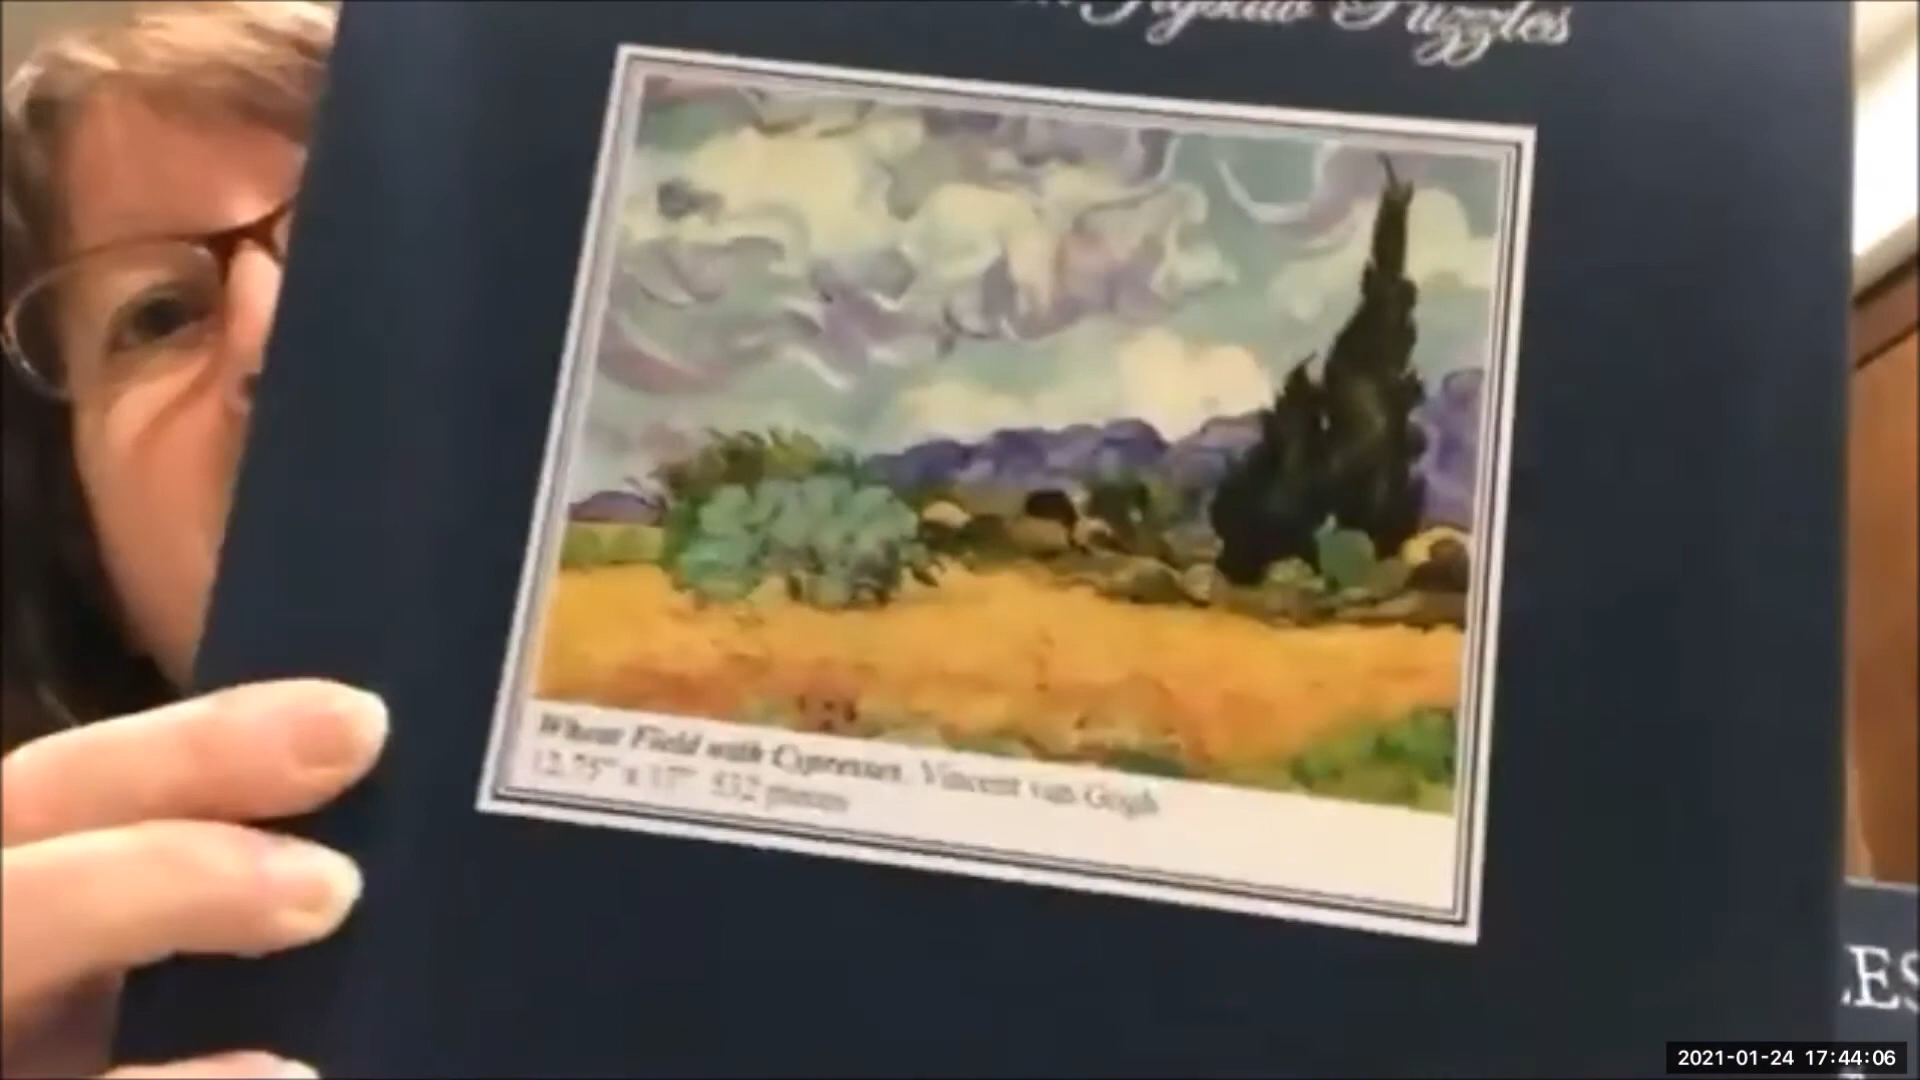 Jigsaw Puzzles
Wheat Field with Cypresses, Vincent van Gogh
12.75" x 17" 532 pieces
ES
2021-01-24 17:44:06